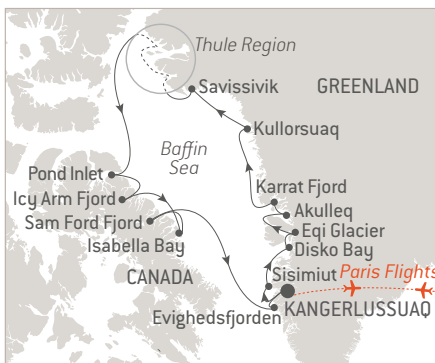 Thule Region
Savissivik
GREENLAND
Kullorsuaq
Baffin
Sea
Pond Inlet
Icy Arm Fjord
Sam Ford Fjord
Isabella Bay
CANADA
Karrat Fjord
Akulleq
Eqi Glacier
Disko Bay
Sisimiut
Paris Flights
KANGERLUSSUAQ
Evighedsfjorden